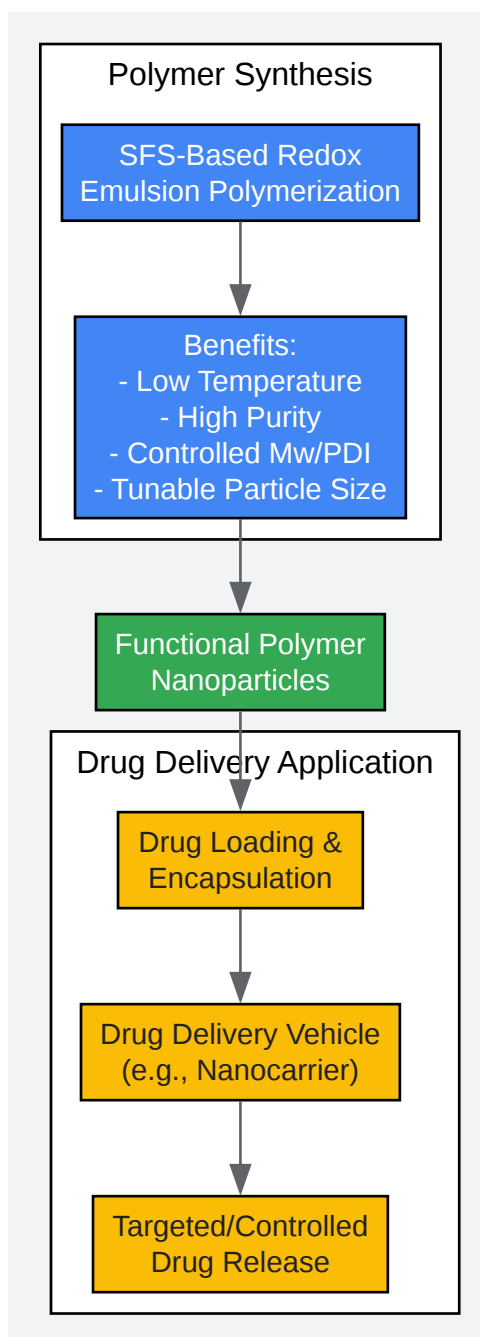 Polymer Synthesis
SFS-Based Redox
Emulsion Polymerization
Benefits:
- Low Temperature
- High Purity
- Controlled Mw/PDI
- Tunable Particle Size
Functional Polymer
Nanoparticles
Drug Delivery Application
Drug Loading &
Encapsulation
Drug Delivery Vehicle
(e.g., Nanocarrier)
Targeted/Controlled
Drug Release